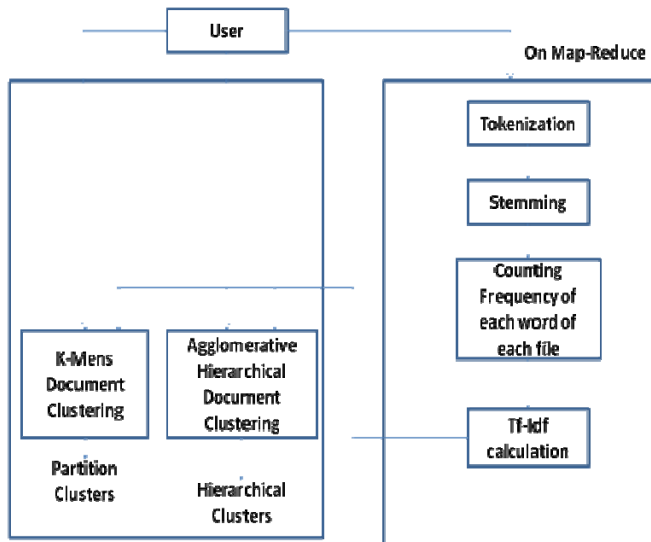 User
On Map-Reduce
Tokenization
Stemming
Counting
Frequency of
each word of
each file
K-Mens
Document
Clustering
Agglomerative
Hierarchical
Document
Clustering
Tf-Idf
calculation
Partition
Clusters
Hierarchical
Clusters